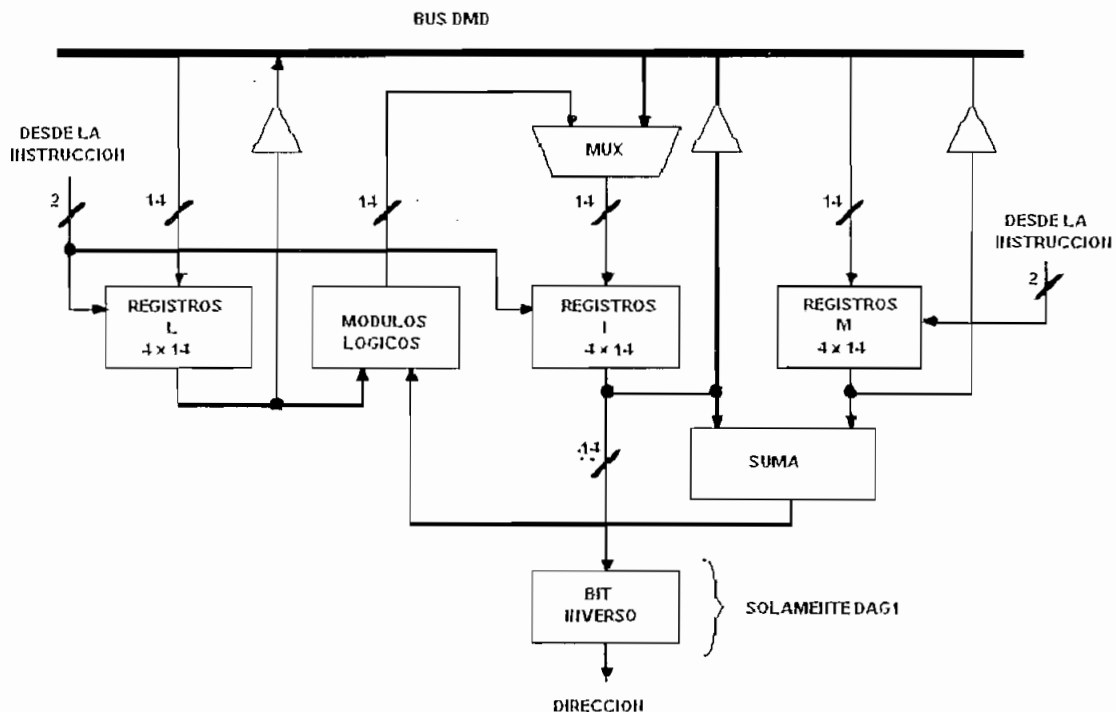 BUS DMD
DESDE LA
INSTRUCCION
MUX
2
14
14
14
14
DESDE LA
INSTRUCCION
2
REGISTROS
L
4 x 14
MODULOS
LOGICOS
REGISTROS
I
4 x 14
REGISTROS
M
4 x 14
14
SUMA
BIT
INVERSO
SOLAMENTE DAG1
DIRECCION